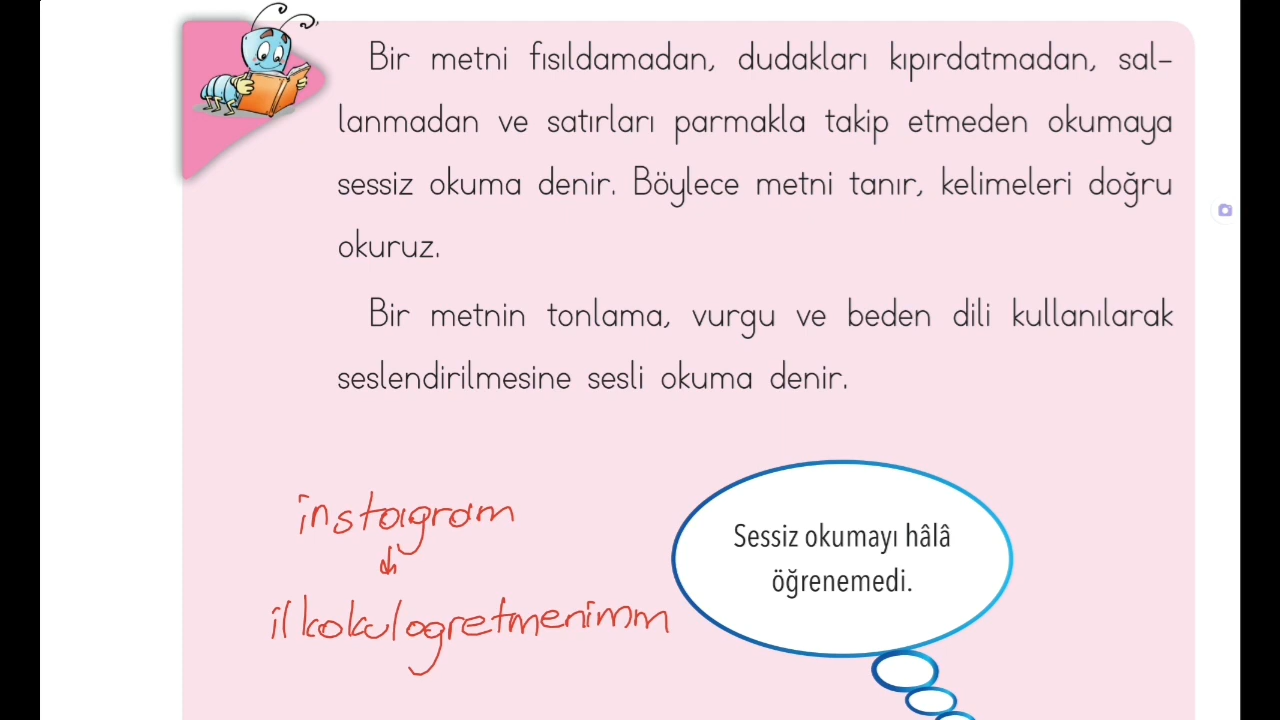 Bir metni fısıldamadan, dudakları kıpırdatmadan, sal-
lanmadan ve satırları parmakla takip etmeden okumaya
sessiz okuma denir. Böylece metni tanır, kelimeleri doğru
okuruz.
Bir metnin tonlama, vurgu ve beden dili kullanılarak
seslendirilmesine sesli okuma denir.
instagram
ilkokulogretmenimm
Sessiz okumayı hâlâ
öğrenemedi.